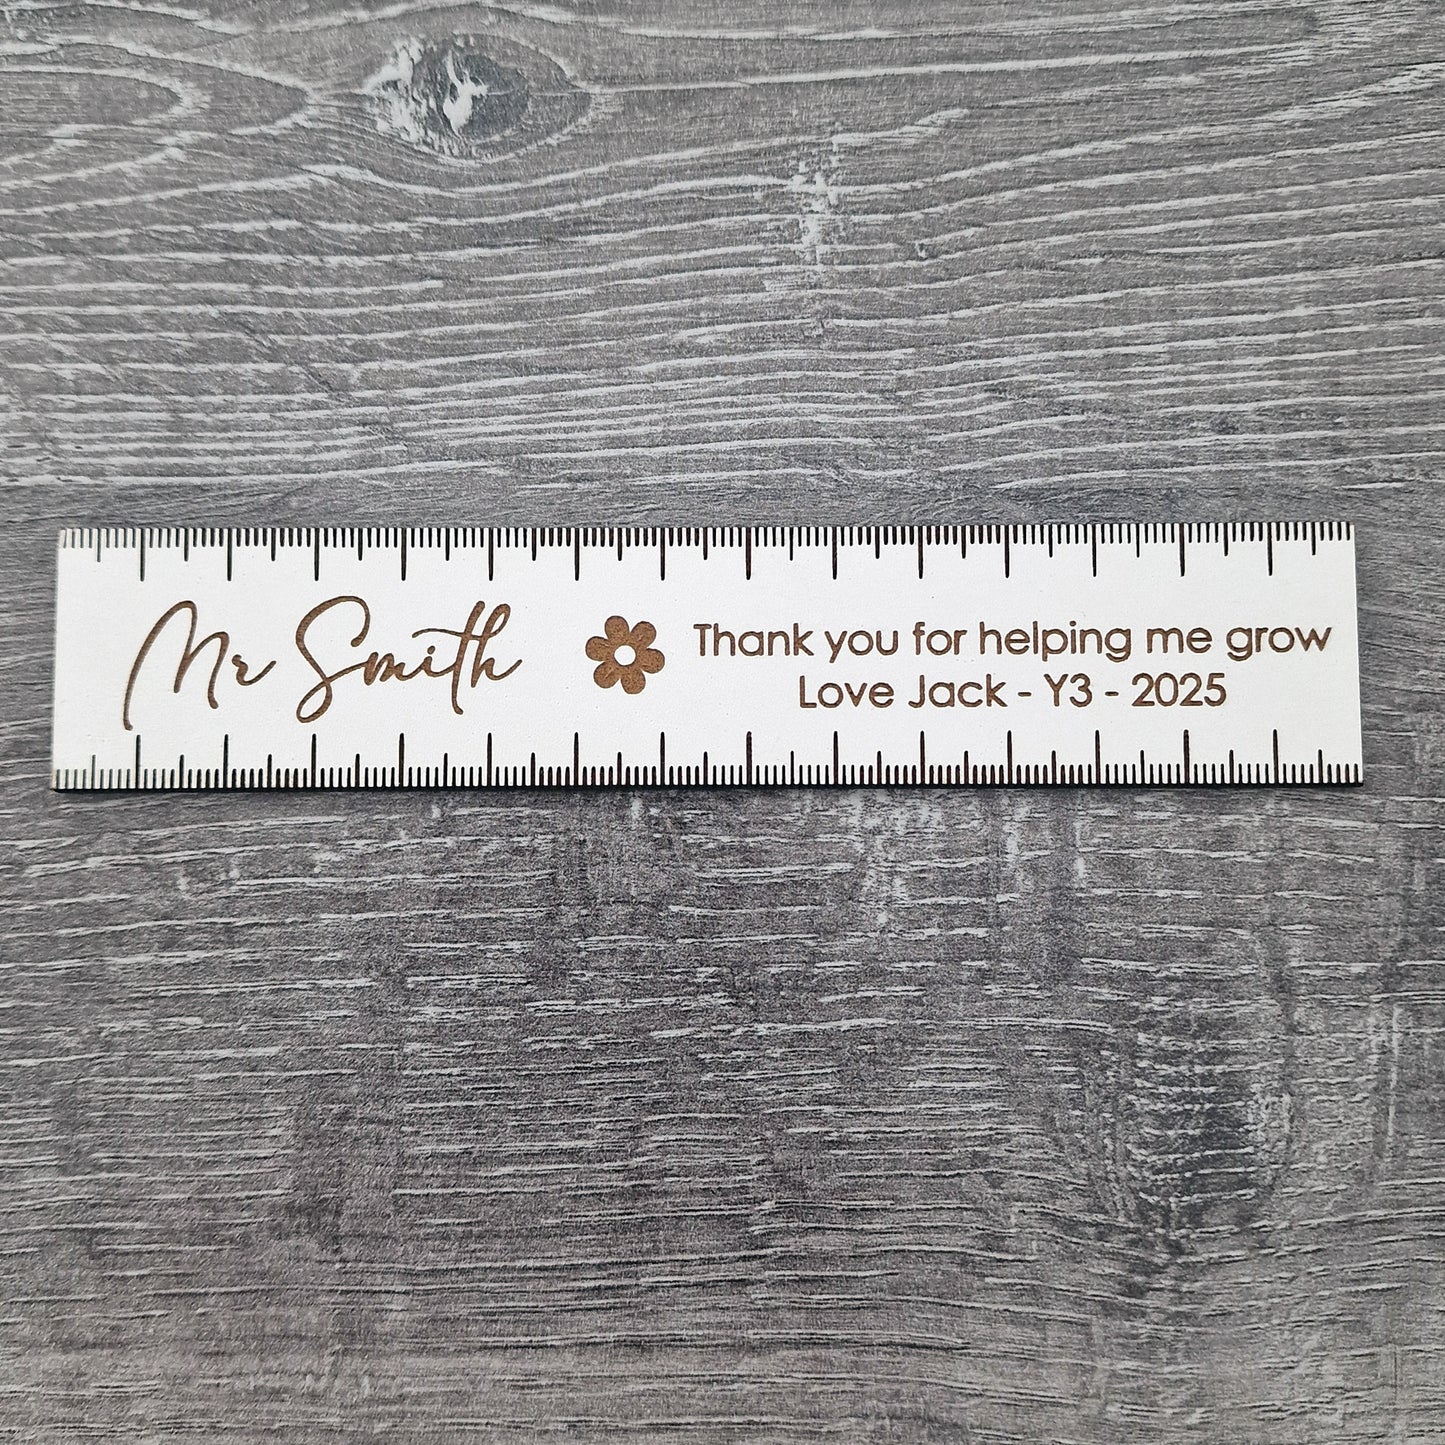 Mr Smith
Thank you for helping me grow
Love Jack - Y3 - 2025